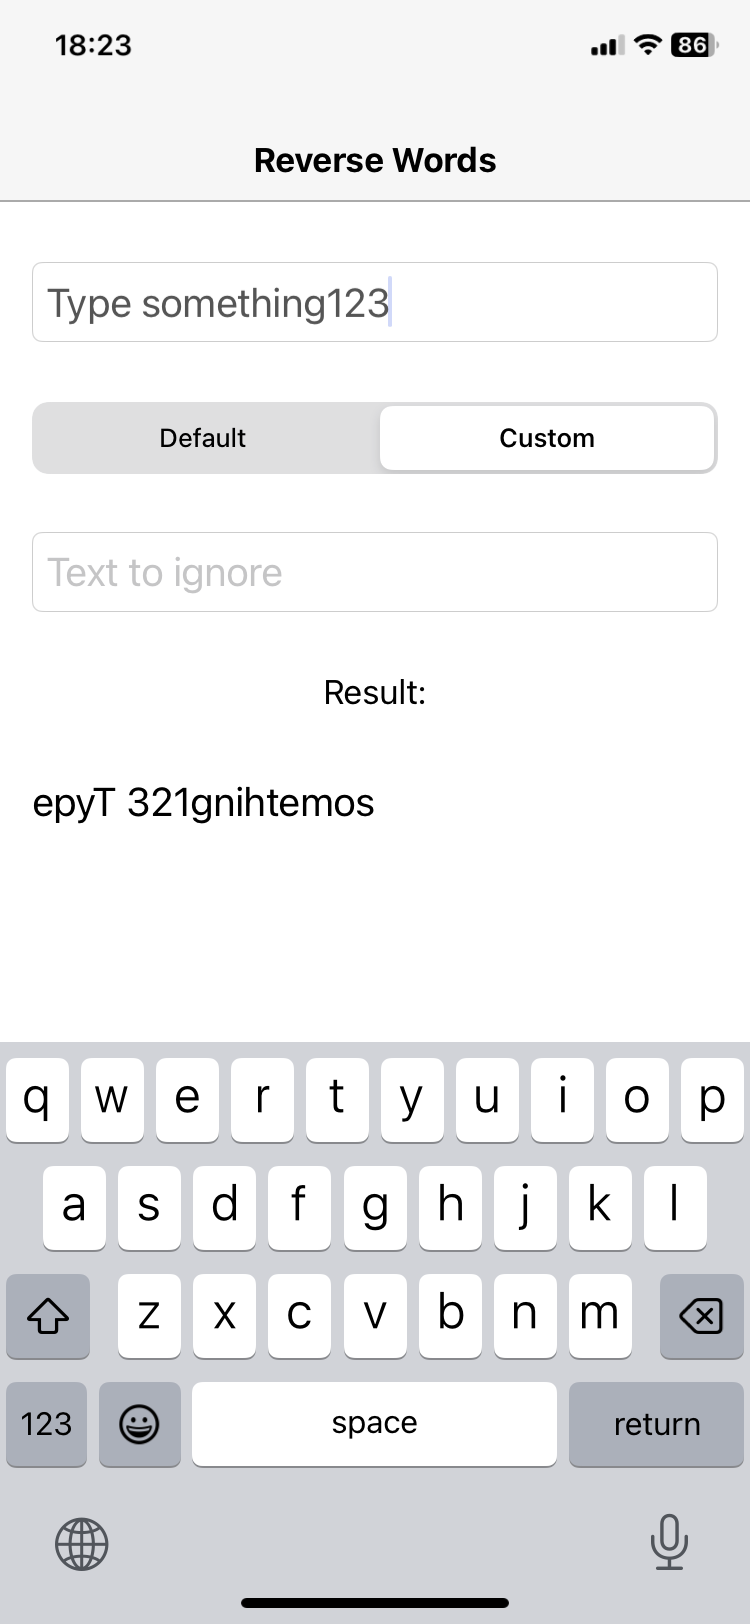 18:23
86
Reverse Words
Type something123
Default Custom
Text to ignore
Result:
epyT 321gnihtemos
q w e r t y u i o p
a s d f g h j k l
z x c v b n m
123 space return